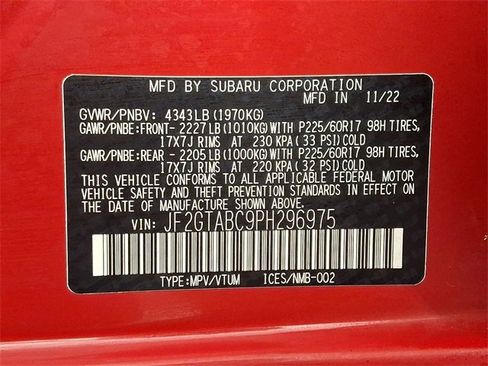 MFD BY SUBARU CORPORATION
MFD IN 11/22
GVWR/PNBV: 4343LB (1970KG)
GAWR/PNBE:FRONT- 2227LB (1010KG) WITH P225/60R17 98H TIRES,
17X7J RIMS AT 230 KPA( 33 PSI) COLD
GAWR/PNBE:REAR - 2205LB (1000KG) WITH P225/60R17 98H TIRES,
17X7J RIMS AT 220 KPA( 32 PSI) COLD
THIS VEHICLE CONFORMS TO ALL APPLICABLE FEDERAL MOTOR
VEHICLE SAFETY AND THEFT PREVENTION STANDARDS IN EFFECT
ON THE DATE OF MANUFACTURE SHOWN ABOVE.
VIN: JF2GTABC9PH296975
TYPE:MPV/VTUM ICES/NMB-002